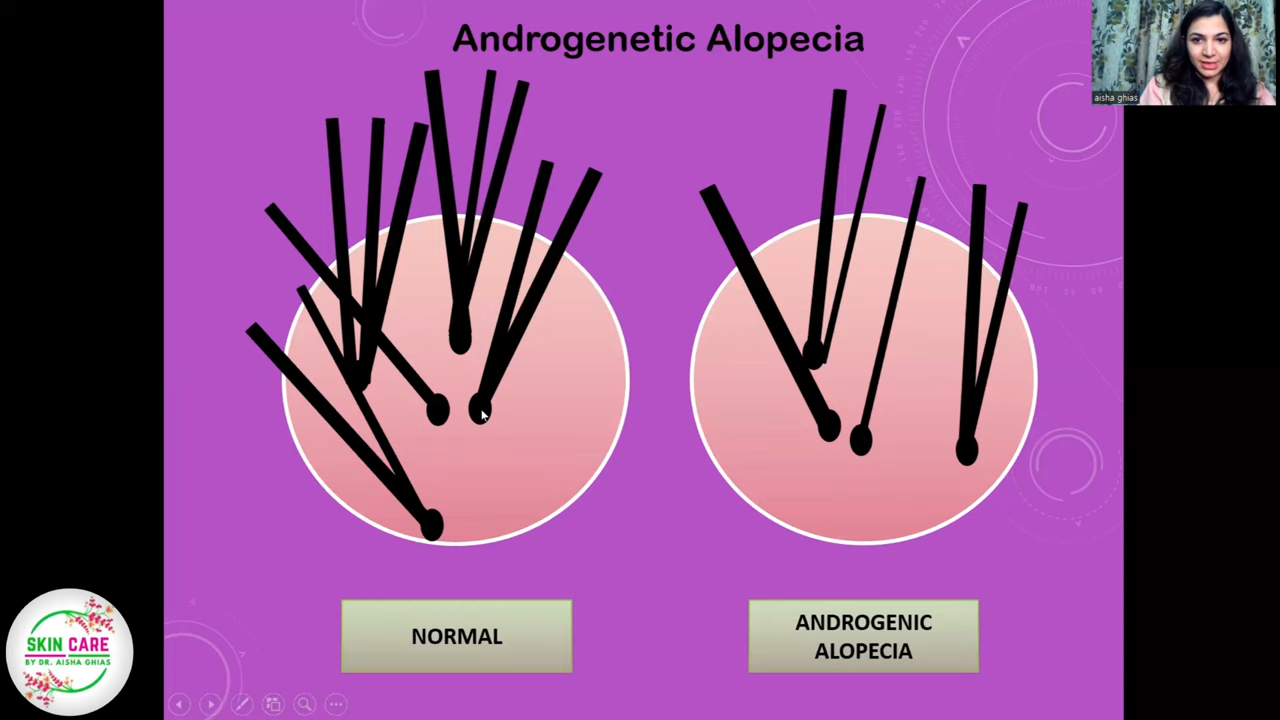 Androgenetic Alopecia
aisha ghias
NORMAL
ANDROGENIC
ALOPECIA
SKIN CARE
BY DR. AISHA GHIAS